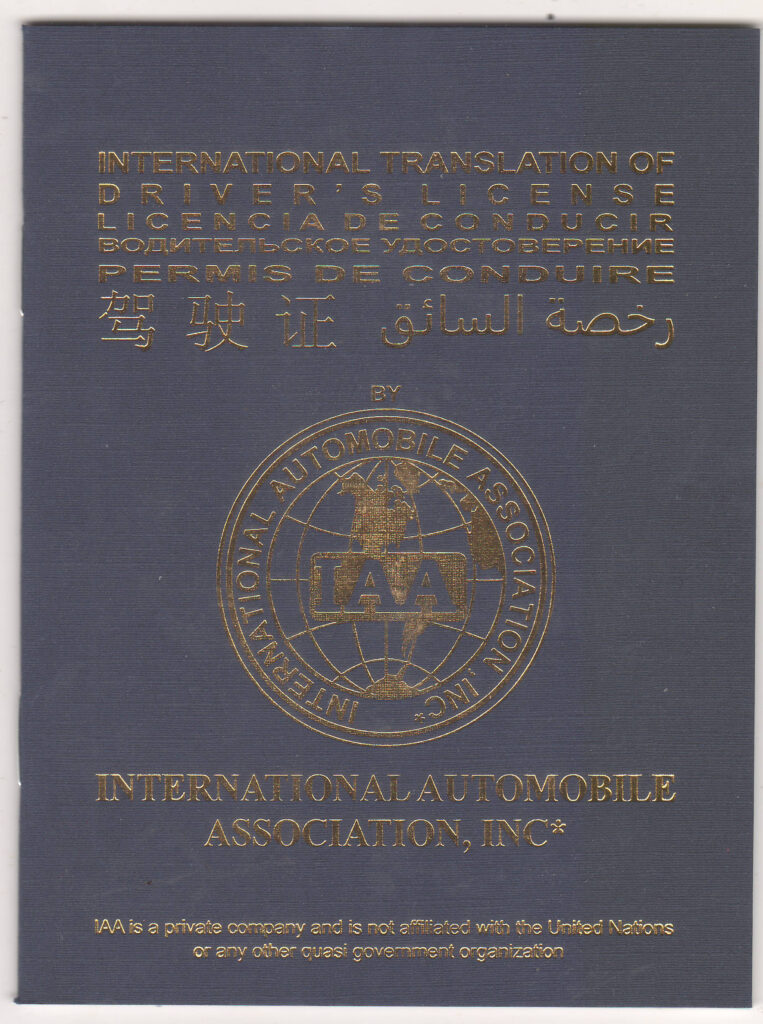 INTERNATIONAL TRANSLATION OF
DRIVER'S LICENSE
LICENCIA DE CONDUCIR
ВОДИТЕЛЬСКОЕ УДОСТОВЕРЕНИЕ
PERMIS DE CONDUIRE
驾驶证 رخصة السائق
BY
INTERNATIONAL AUTOMOBILE ASSOCIATION, INC*
IAA
INTERNATIONAL AUTOMOBILE
ASSOCIATION, INC*
IAA is a private company and is not affiliated with the United Nations
or any other quasi government organization